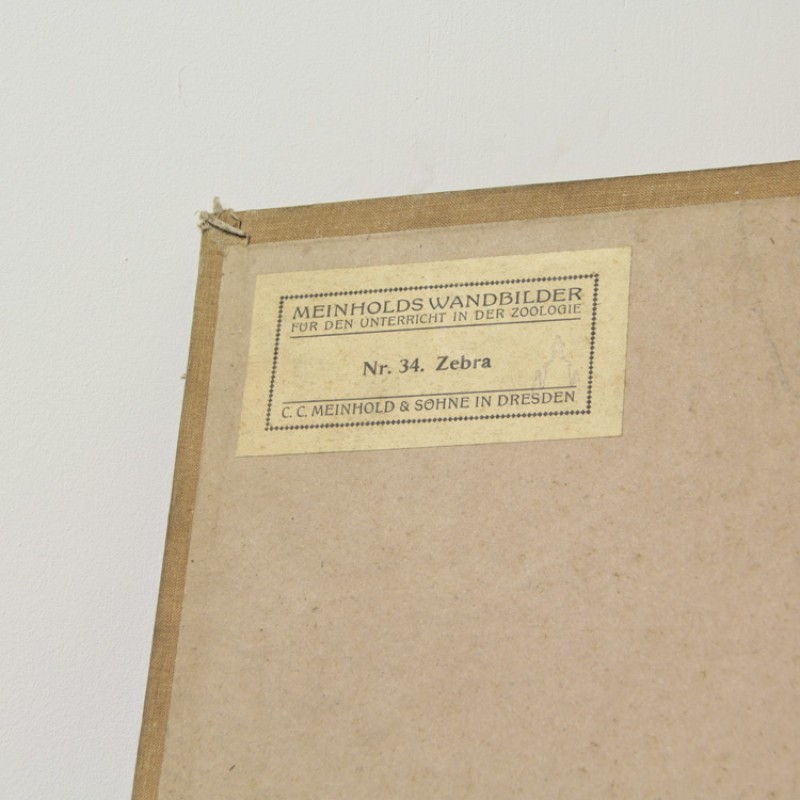 MEINHOLDS WANDBILDER
FÜR DEN UNTERRICHT IN DER ZOOLOGIE
Nr. 34. Zebra
C. C. MEINHOLD & SÖHNE IN DRESDEN